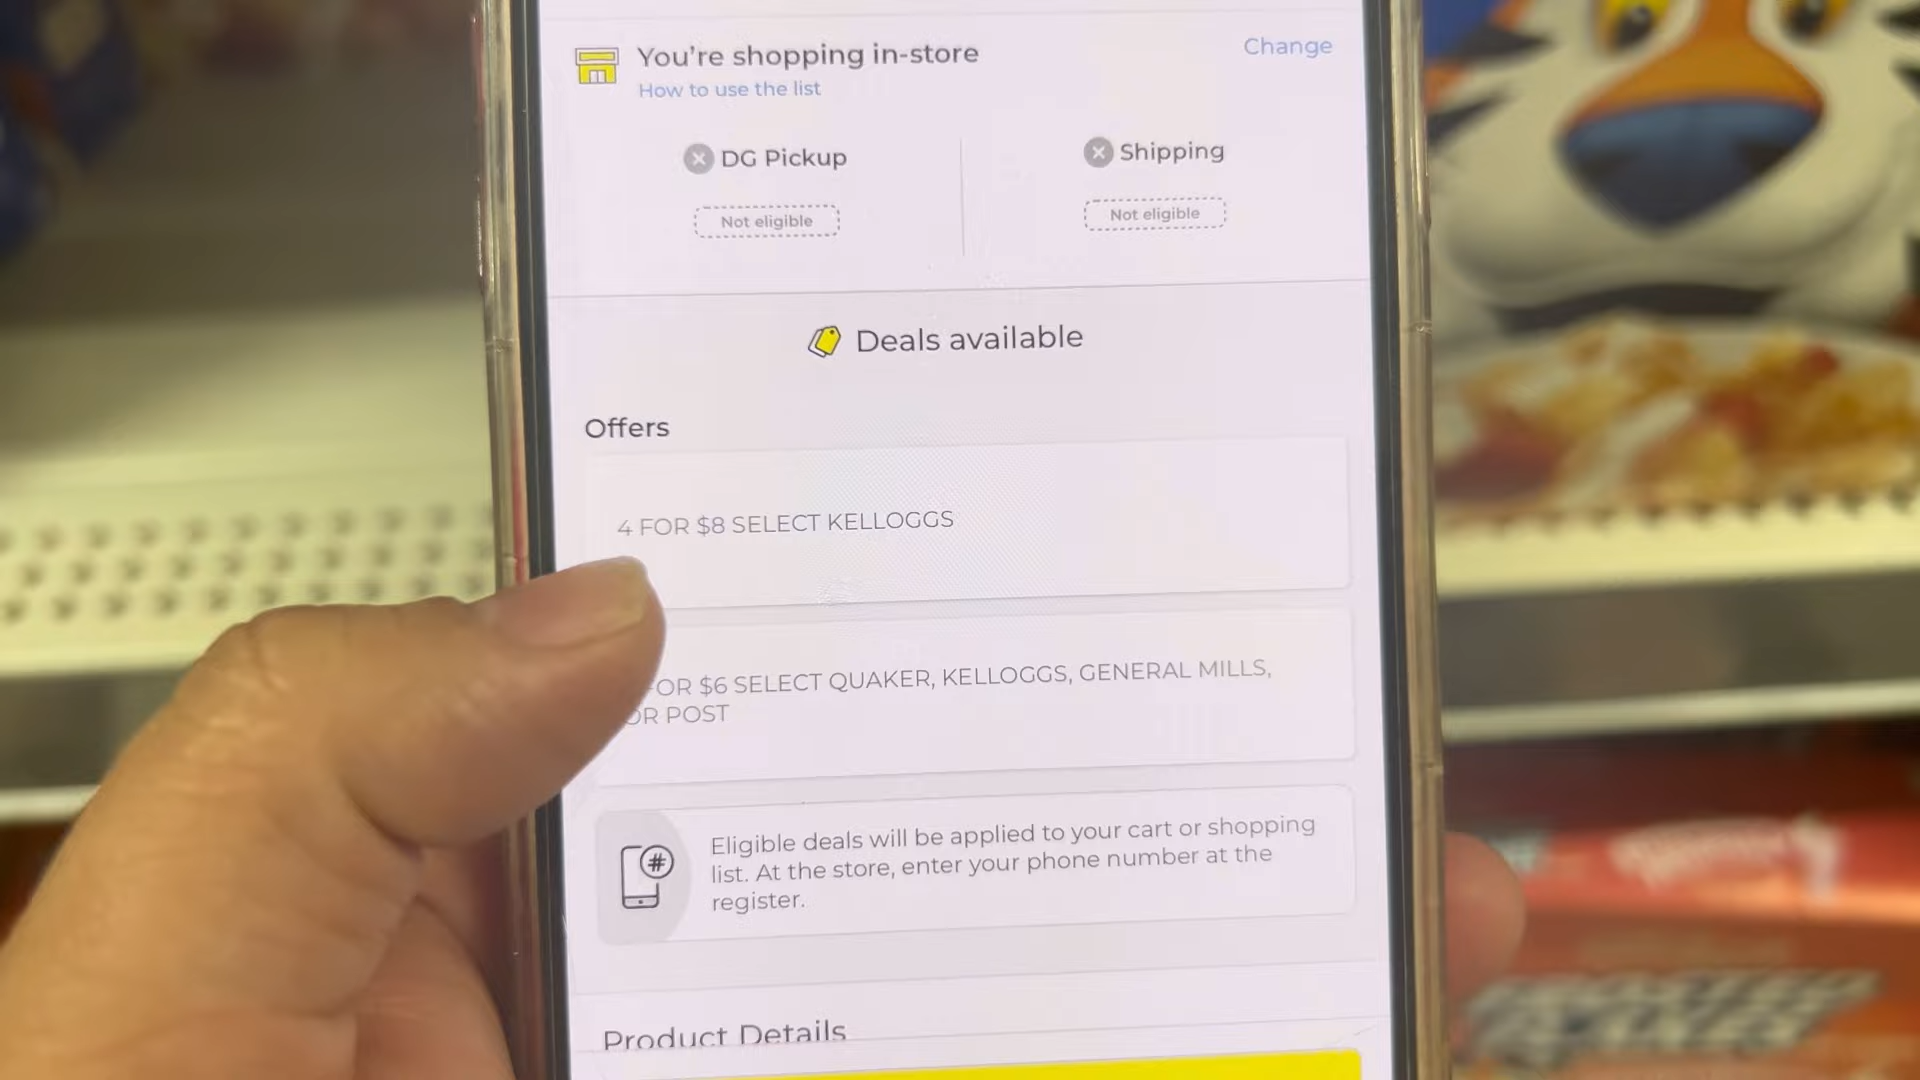 You're shopping in-store
Change
How to use the list
DG Pickup
Shipping
Not eligible
Not eligible
Deals available
Offers
4 FOR $8 SELECT KELLOGGS
$6 SELECT QUAKER, KELLOGGS, GENERAL MILLS,
OR POST
Eligible deals will be applied to your cart or shopping
list. At the store, enter your phone number at the
register.
#
Product Details